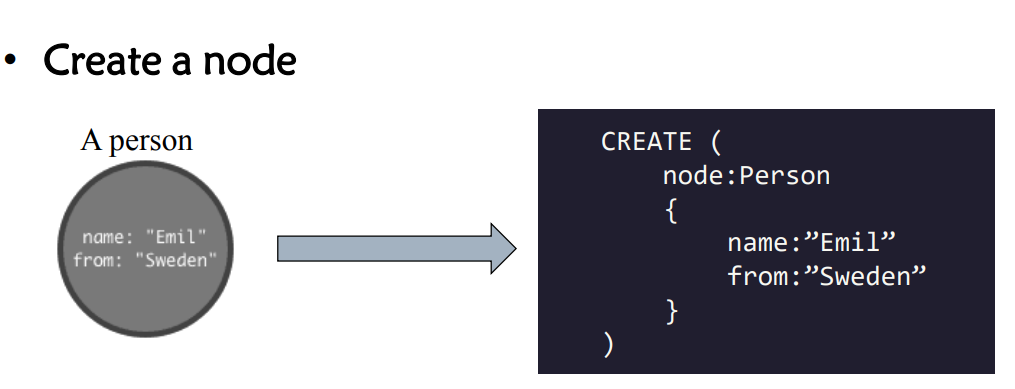 • Create a node
A person
name: "Emil"
from: "Sweden"
CREATE (
node:Person
{
name:”Emil”
from:”Sweden”
}
)